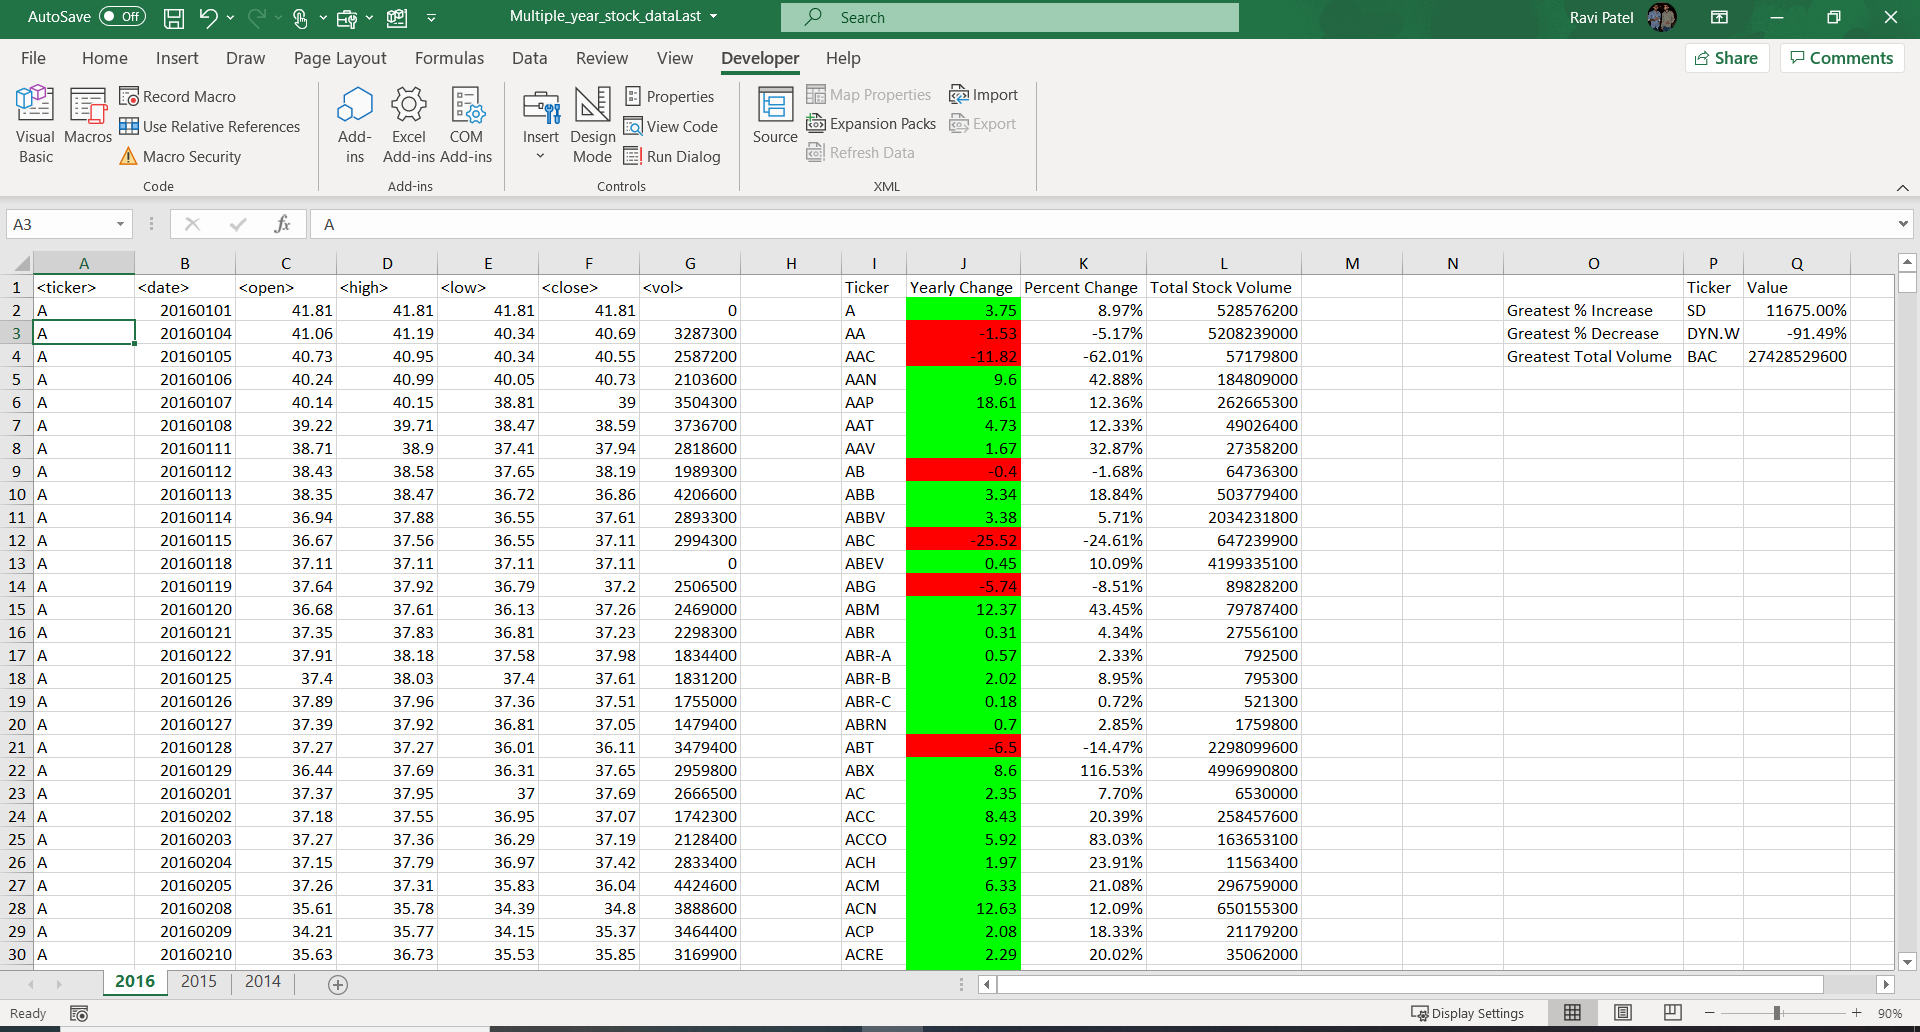 AutoSave Off Multiple_year_stock_dataLast Search Ravi Patel
File Home Insert Draw Page Layout Formulas Data Review View Developer Help Share Comments
Visual Basic
Macros
Record Macro
Use Relative References
Macro Security
Code
Add-ins
Excel Add-ins
COM Add-ins
Add-ins
Insert
Design Mode
Properties
View Code
Run Dialog
Controls
Source
Map Properties
Expansion Packs
Refresh Data
Import
Export
XML
A3 fx A
A B C D E F G H I J K L M N O P Q
1 <ticker> <date> <open> <high> <low> <close> <vol> Ticker Yearly Change Percent Change Total Stock Volume Ticker Value
2 A 20160101 41.81 41.81 41.81 41.81 0 A 3.75 8.97% 528576200 Greatest % Increase SD 11675.00%
3 A 20160104 41.06 41.19 40.34 40.69 3287300 AA -1.53 -5.17% 5208239000 Greatest % Decrease DYN.W -91.49%
4 A 20160105 40.73 40.95 40.34 40.55 2587200 AAC -11.82 -62.01% 57179800 Greatest Total Volume BAC 27428529600
5 A 20160106 40.24 40.99 40.05 40.73 2103600 AAN 9.6 42.88% 184809000
6 A 20160107 40.14 40.15 38.81 39 3504300 AAP 18.61 12.36% 262665300
7 A 20160108 39.22 39.71 38.47 38.59 3736700 AAT 4.73 12.33% 49026400
8 A 20160111 38.71 38.9 37.41 37.94 2818600 AAV 1.67 32.87% 27358200
9 A 20160112 38.43 38.58 37.65 38.19 1989300 AB -0.4 -1.68% 64736300
10 A 20160113 38.35 38.47 36.72 36.86 4206600 ABB 3.34 18.84% 503779400
11 A 20160114 36.94 37.88 36.55 37.61 2893300 ABBV 3.38 5.71% 2034231800
12 A 20160115 36.67 37.56 36.55 37.11 2994300 ABC -25.52 -24.61% 647239900
13 A 20160118 37.11 37.11 37.11 37.11 0 ABEV 0.45 10.09% 4199335100
14 A 20160119 37.64 37.92 36.79 37.2 2506500 ABG -5.74 -8.51% 89828200
15 A 20160120 36.68 37.61 36.13 37.26 2469000 ABM 12.37 43.45% 79787400
16 A 20160121 37.35 37.83 36.81 37.23 2298300 ABR 0.31 4.34% 27556100
17 A 20160122 37.91 38.18 37.58 37.98 1834400 ABR-A 0.57 2.33% 792500
18 A 20160125 37.4 38.03 37.4 37.61 1831200 ABR-B 2.02 8.95% 795300
19 A 20160126 37.89 37.96 37.36 37.51 1755000 ABR-C 0.18 0.72% 521300
20 A 20160127 37.39 37.92 36.81 37.05 1479400 ABRN 0.7 2.85% 1759800
21 A 20160128 37.27 37.27 36.01 36.11 3479400 ABT -6.5 -14.47% 2298099600
22 A 20160129 36.44 37.69 36.31 37.65 2959800 ABX 8.6 116.53% 4996990800
23 A 20160201 37.37 37.95 37 37.69 2666500 AC 2.35 7.70% 6530000
24 A 20160202 37.18 37.55 36.95 37.07 1742300 ACC 8.43 20.39% 258457600
25 A 20160203 37.27 37.36 36.29 37.19 2128400 ACCO 5.92 83.03% 163653100
26 A 20160204 37.15 37.79 36.97 37.42 2833400 ACH 1.97 23.91% 11563400
27 A 20160205 37.26 37.31 35.83 36.04 4424600 ACM 6.33 21.08% 296759000
28 A 20160208 35.61 35.78 34.39 34.8 3888600 ACN 12.63 12.09% 650155300
29 A 20160209 34.21 35.77 34.15 35.37 3464400 ACP 2.08 18.33% 21179200
30 A 20160210 35.63 36.73 35.53 35.85 3169900 ACRE 2.29 20.02% 35062000
2016 2015 2014
Ready Display Settings 90%